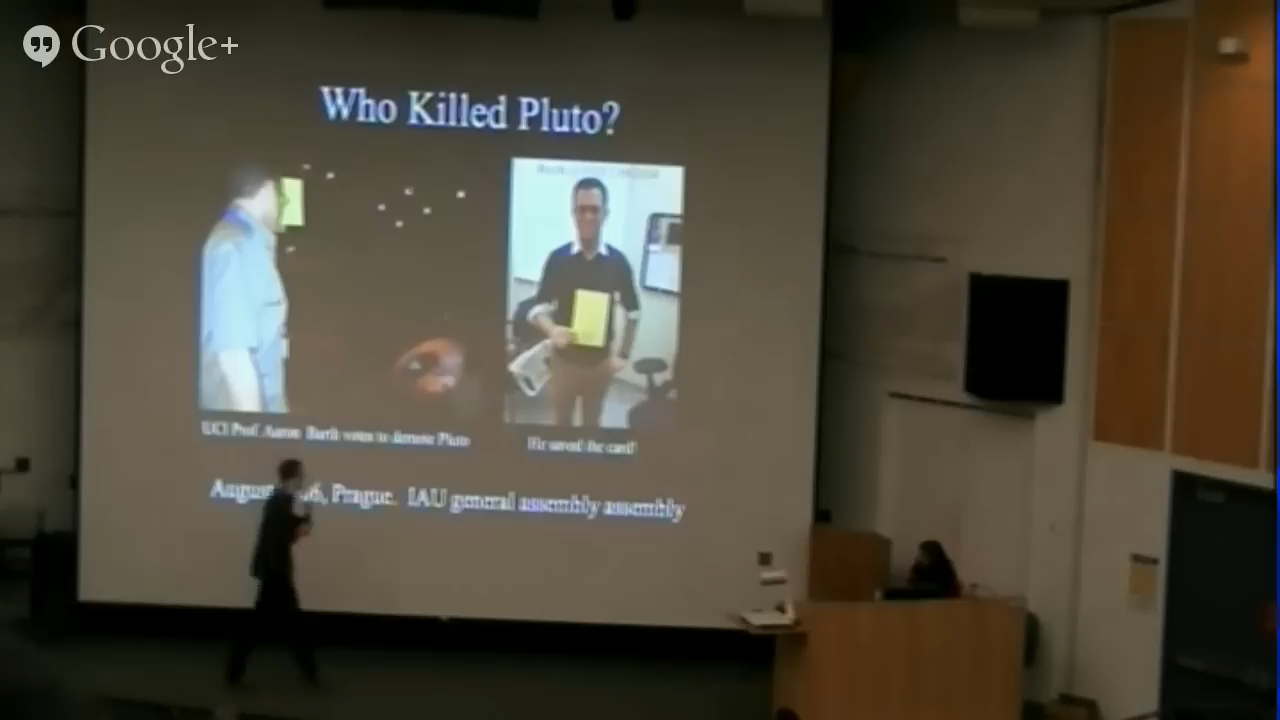 Google+
Who Killed Pluto?
UCI Prof. Aaron Barth votes to demote Pluto
He saved the card!
August, Prague. IAU general assembly assembly